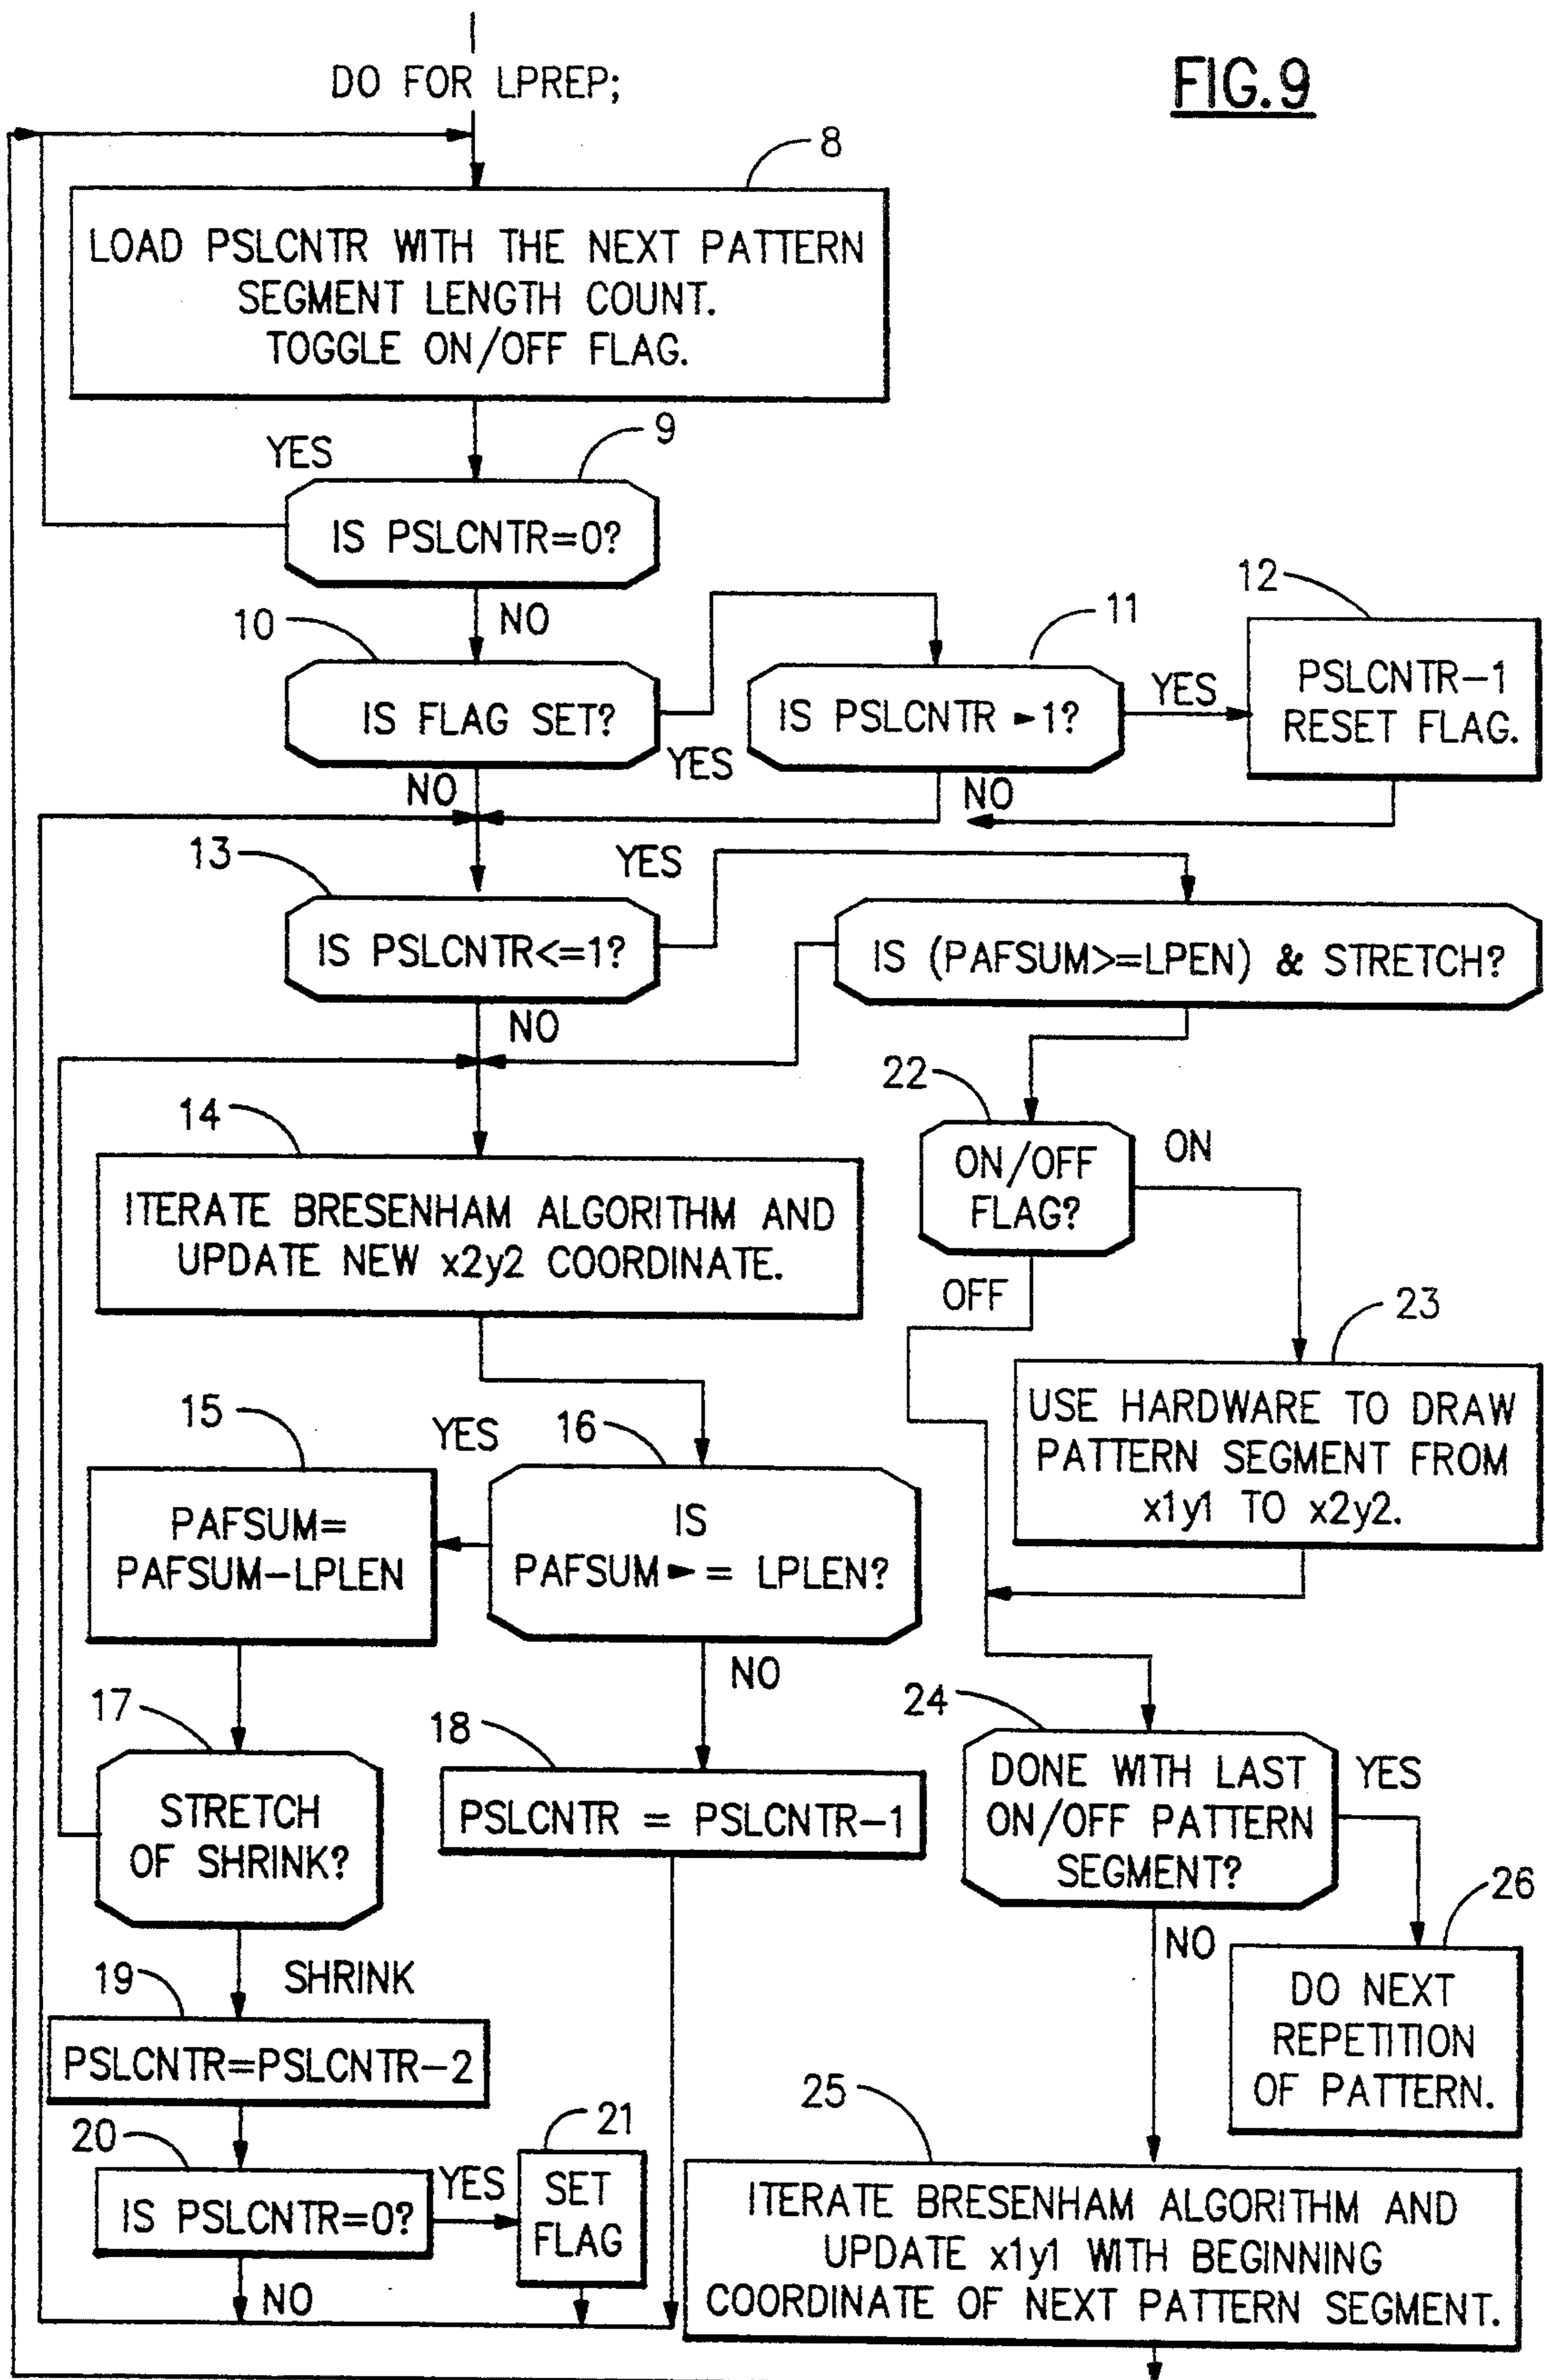 DO FOR LPREP;
FIG.9
8
LOAD PSLCNTR WITH THE NEXT PATTERN
SEGMENT LENGTH COUNT.
TOGGLE ON/OFF FLAG.
9
YES
IS PSLCNTR=0?
NO
10
IS FLAG SET?
YES
NO
11
IS PSLCNTR ►1?
YES
NO
12
PSLCNTR-1
RESET FLAG.
13
IS PSLCNTR<=1?
YES
NO
IS (PAFSUM>=LPEN) & STRETCH?
14
ITERATE BRESENHAM ALGORITHM AND
UPDATE NEW x2y2 COORDINATE.
22
ON/OFF
FLAG?
ON
OFF
23
USE HARDWARE TO DRAW
PATTERN SEGMENT FROM
x1y1 TO x2y2.
15
PAFSUM=
PAFSUM-LPLEN
YES
16
IS
PAFSUM►= LPLEN?
NO
17
STRETCH
OF SHRINK?
SHRINK
18
PSLCNTR = PSLCNTR-1
24
DONE WITH LAST
ON/OFF PATTERN
SEGMENT?
YES
NO
26
DO NEXT
REPETITION
OF PATTERN.
19
PSLCNTR=PSLCNTR-2
20
IS PSLCNTR=0?
YES
NO
21
SET
FLAG
25
ITERATE BRESENHAM ALGORITHM AND
UPDATE x1y1 WITH BEGINNING
COORDINATE OF NEXT PATTERN SEGMENT.